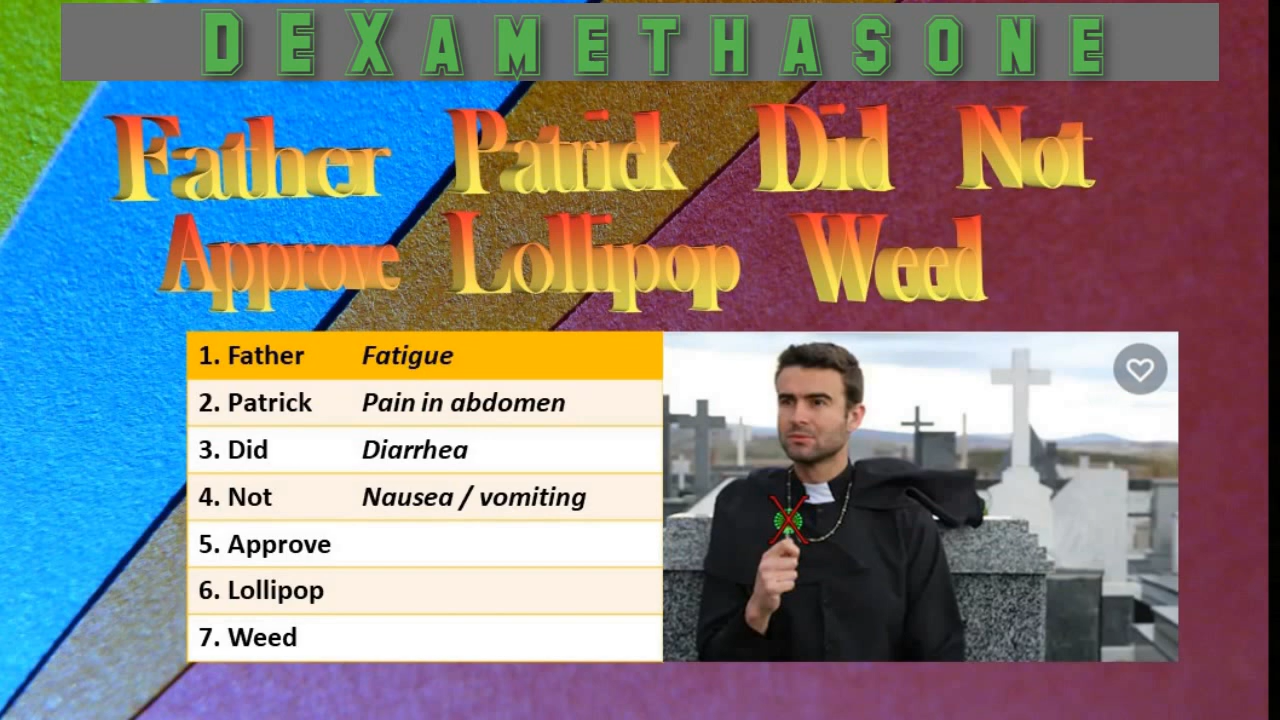 DEXAMETHASONE
Father Patrick Did Not
Approve Lollipop Weed
1. Father Fatigue
2. Patrick Pain in abdomen
3. Did Diarrhea
4. Not Nausea / vomiting
5. Approve
6. Lollipop
7. Weed